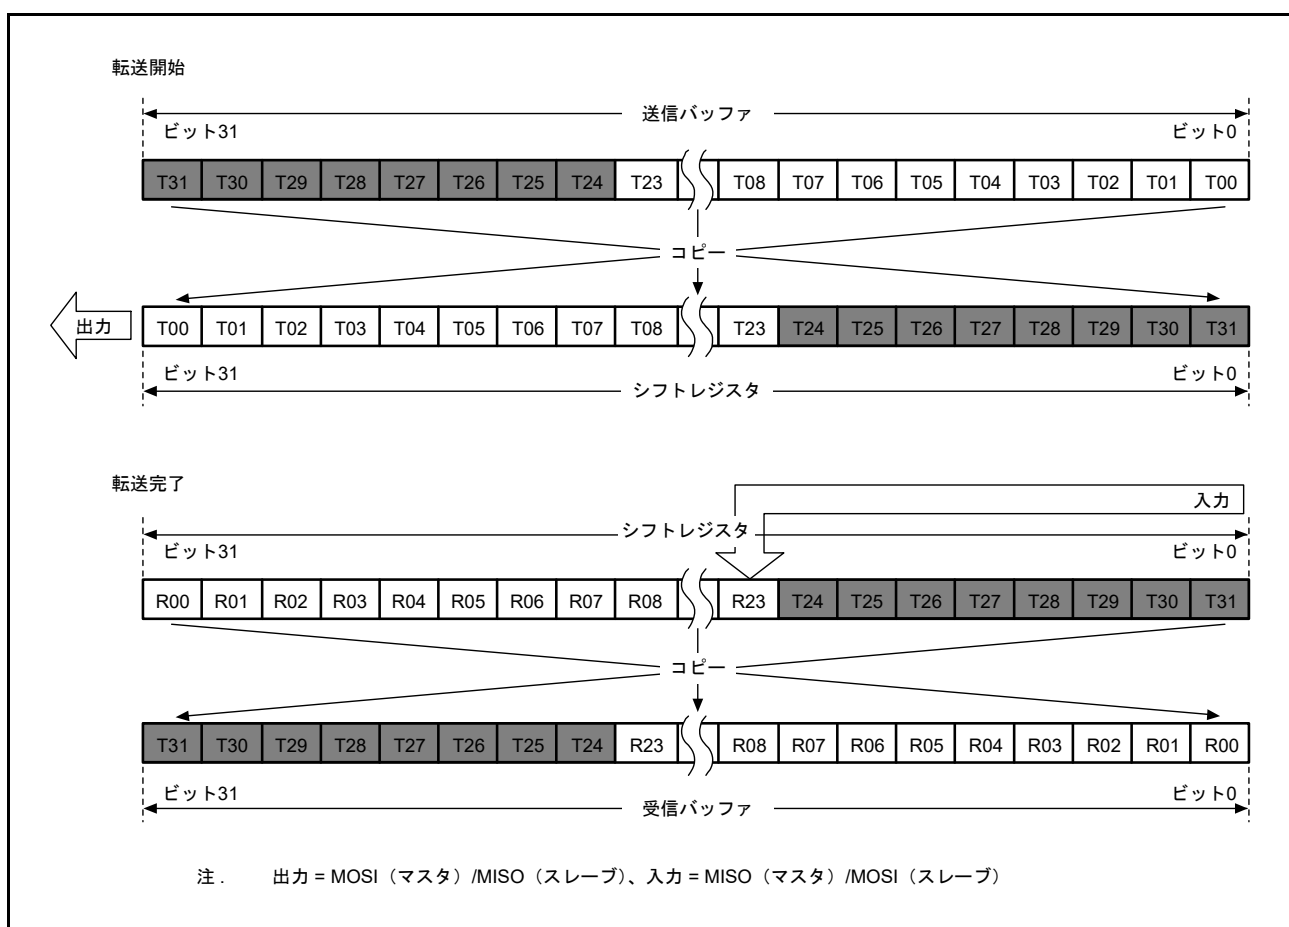 転送開始
送信バッファ
ビット31 ビット0
T31 T30 T29 T28 T27 T26 T25 T24 T23 T08 T07 T06 T05 T04 T03 T02 T01 T00
コピー
出力 T00 T01 T02 T03 T04 T05 T06 T07 T08 T23 T24 T25 T26 T27 T28 T29 T30 T31
ビット31 ビット0
シフトレジスタ
転送完了
入力
シフトレジスタ
ビット31 ビット0
R00 R01 R02 R03 R04 R05 R06 R07 R08 R23 T24 T25 T26 T27 T28 T29 T30 T31
コピー
T31 T30 T29 T28 T27 T26 T25 T24 R23 R08 R07 R06 R05 R04 R03 R02 R01 R00
ビット31 ビット0
受信バッファ
注 . 出力 = MOSI（マスタ）/MISO（スレーブ）、入力 = MISO（マスタ）/MOSI（スレーブ）